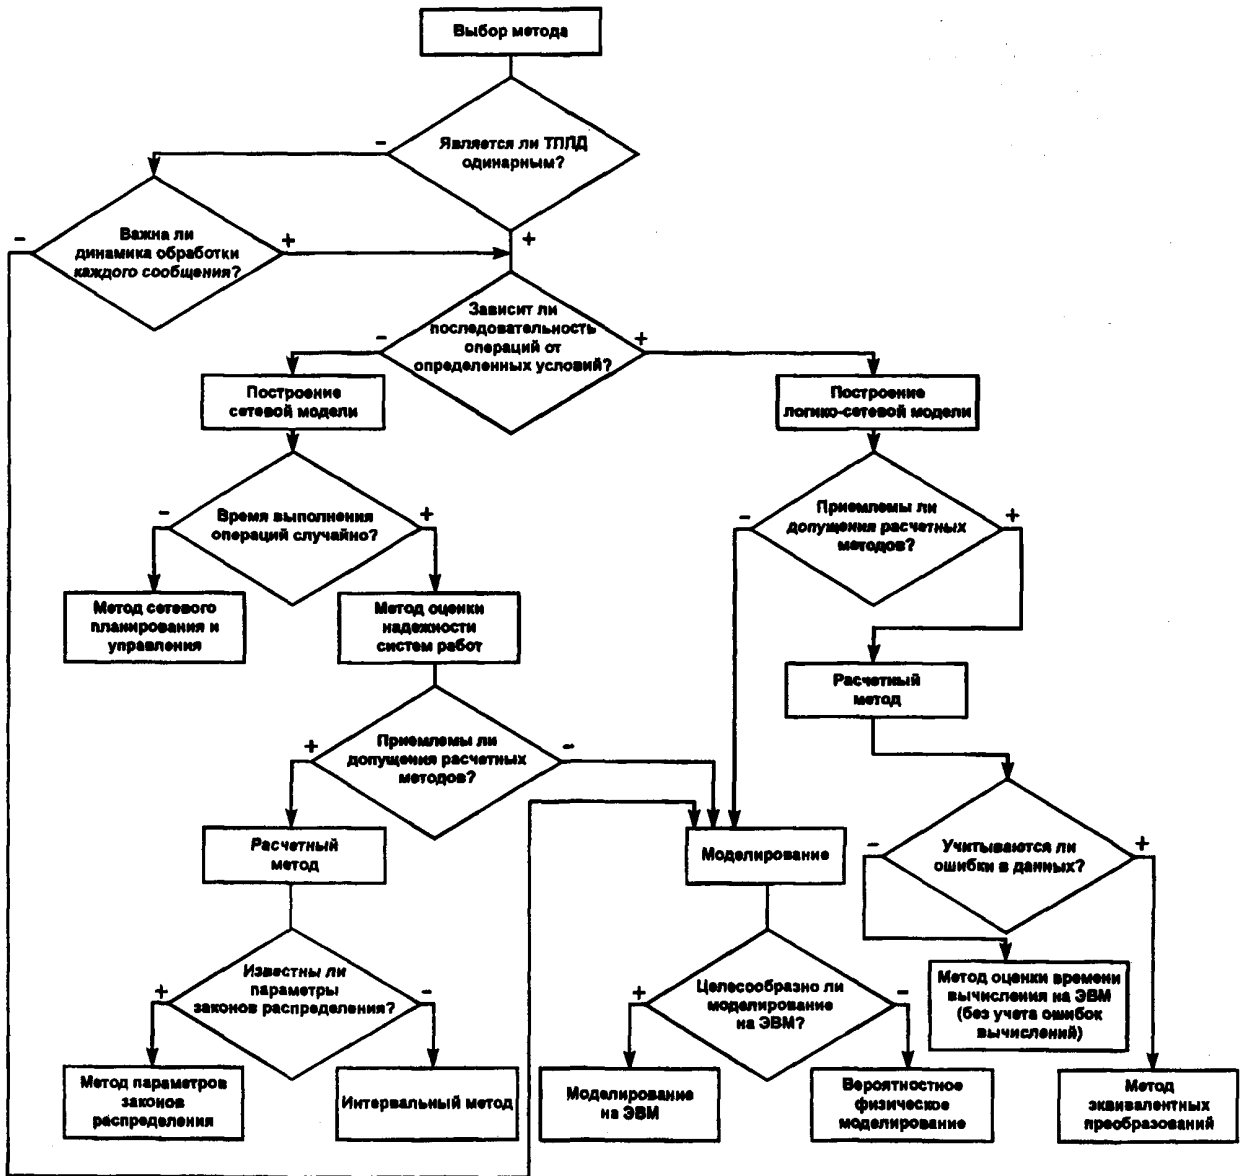 Выбор метода
Является ли ТПЛД
одинарным?
–
Важна ли
динамика обработки
каждого сообщения?
–
+
+
Зависит ли
последовательность
операций от
определенных условий?
–
+
Построение
сетевой модели
Построение
логико-сетевой модели
Время выполнения
операций случайно?
–
+
Приемлемы ли
допущения расчетных
методов?
–
+
Метод сетевого
планирования и
управления
Метод оценки
надежности
систем работ
Расчетный
метод
Приемлемы ли
допущения расчетных
методов?
+
–
Расчетный
метод
Моделирование
Учитываются ли
ошибки в данных?
–
+
Известны ли
параметры
законов распределения?
+
–
Целесообразно ли
моделирование
на ЭВМ?
+
–
Метод оценки времени
вычисления на ЭВМ
(без учета ошибок
вычислений)
Метод параметров
законов
распределения
Интервальный метод
Моделирование
на ЭВМ
Вероятностное
физическое
моделирование
Метод
эквивалентных
преобразований